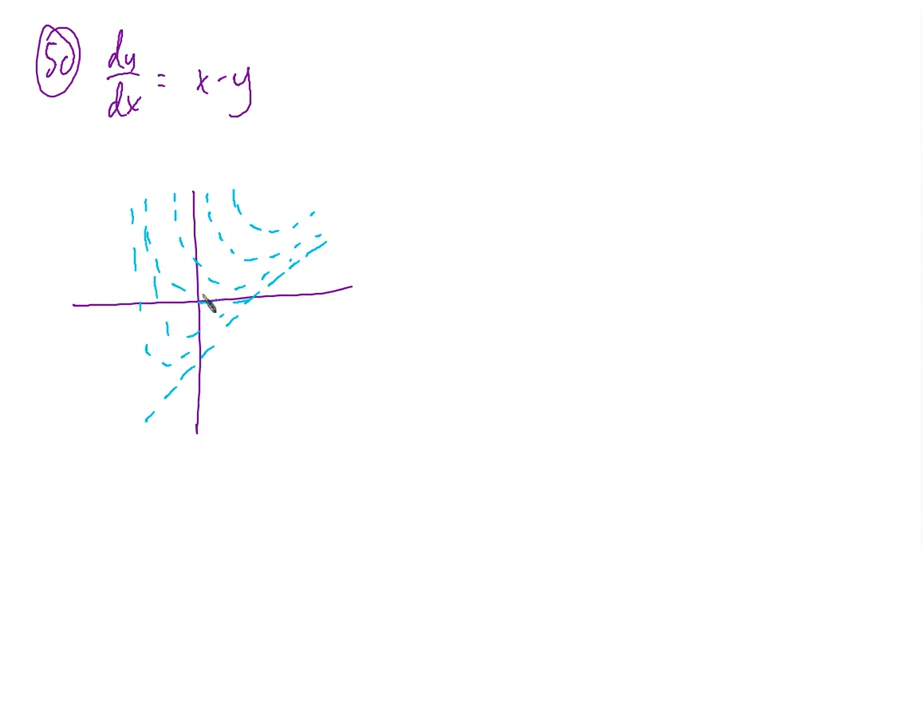 50 dy/dx = x - y